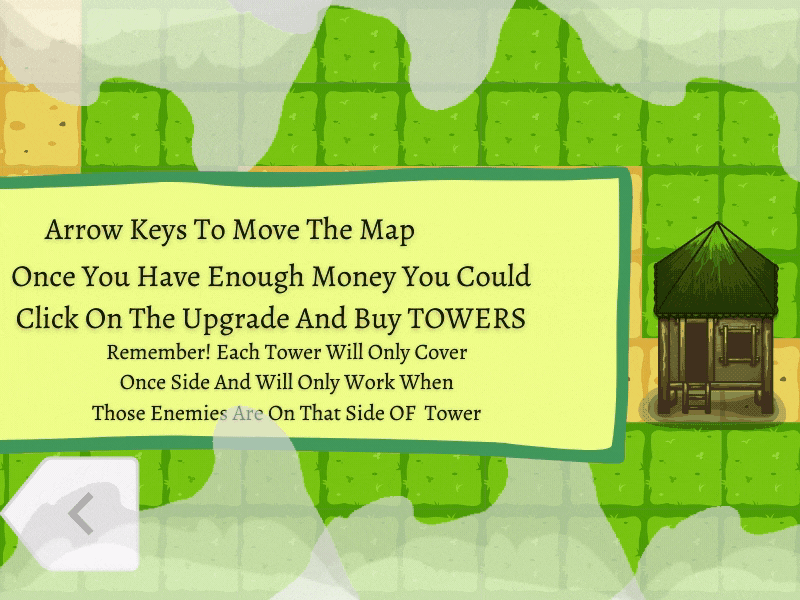 Arrow Keys To Move The Map
Once You Have Enough Money You Could
Click On The Upgrade And Buy TOWERS
Remember! Each Tower Will Only Cover
Once Side And Will Only Work When
Those Enemies Are On That Side OF Tower